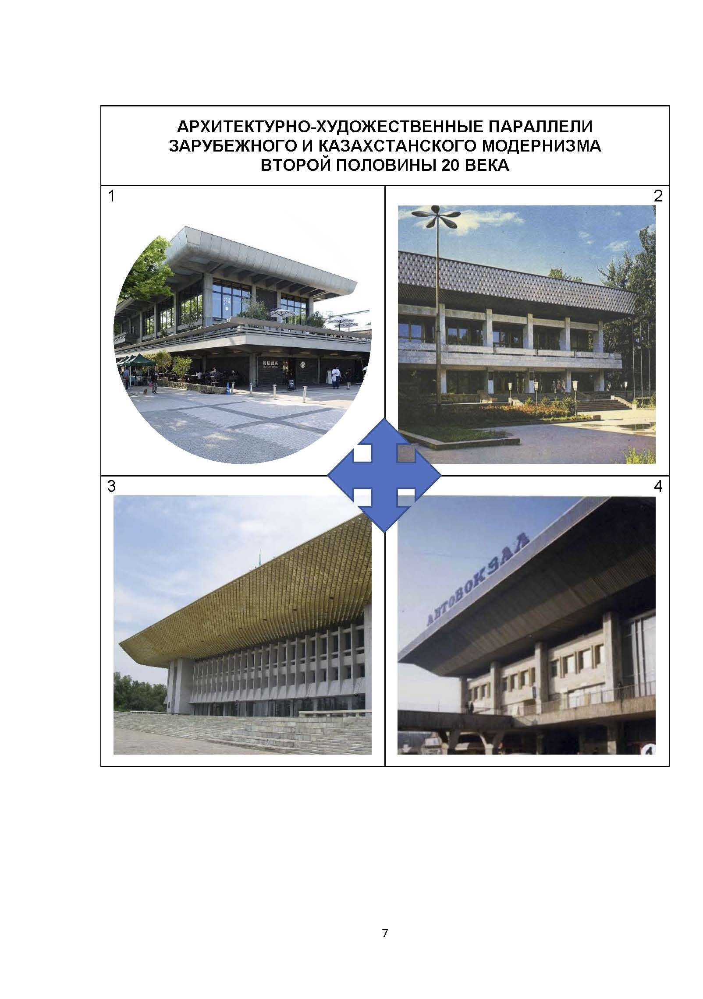 АРХИТЕКТУРНО-ХУДОЖЕСТВЕННЫЕ ПАРАЛЛЕЛИ
ЗАРУБЕЖНОГО И КАЗАХСТАНСКОГО МОДЕРНИЗМА
ВТОРОЙ ПОЛОВИНЫ 20 ВЕКА
1
2
3
4
АВТОВОКЗАЛ
7